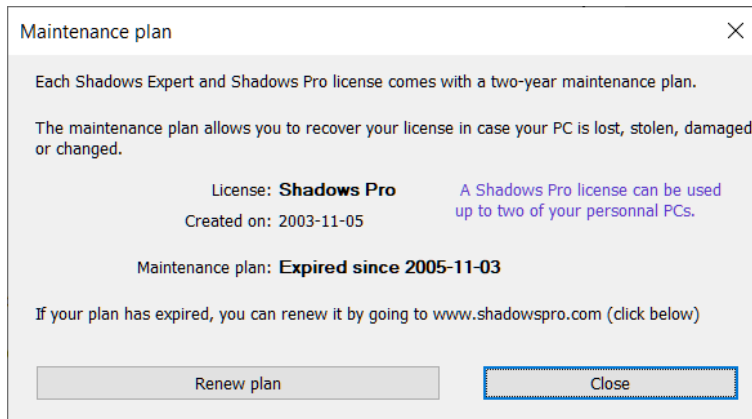 Maintenance plan
Each Shadows Expert and Shadows Pro license comes with a two-year maintenance plan.
The maintenance plan allows you to recover your license in case your PC is lost, stolen, damaged
or changed.
License: Shadows Pro
A Shadows Pro license can be used
up to two of your personnal PCs.
Created on: 2003-11-05
Maintenance plan: Expired since 2005-11-03
If your plan has expired, you can renew it by going to www.shadowspro.com (click below)
Renew plan
Close